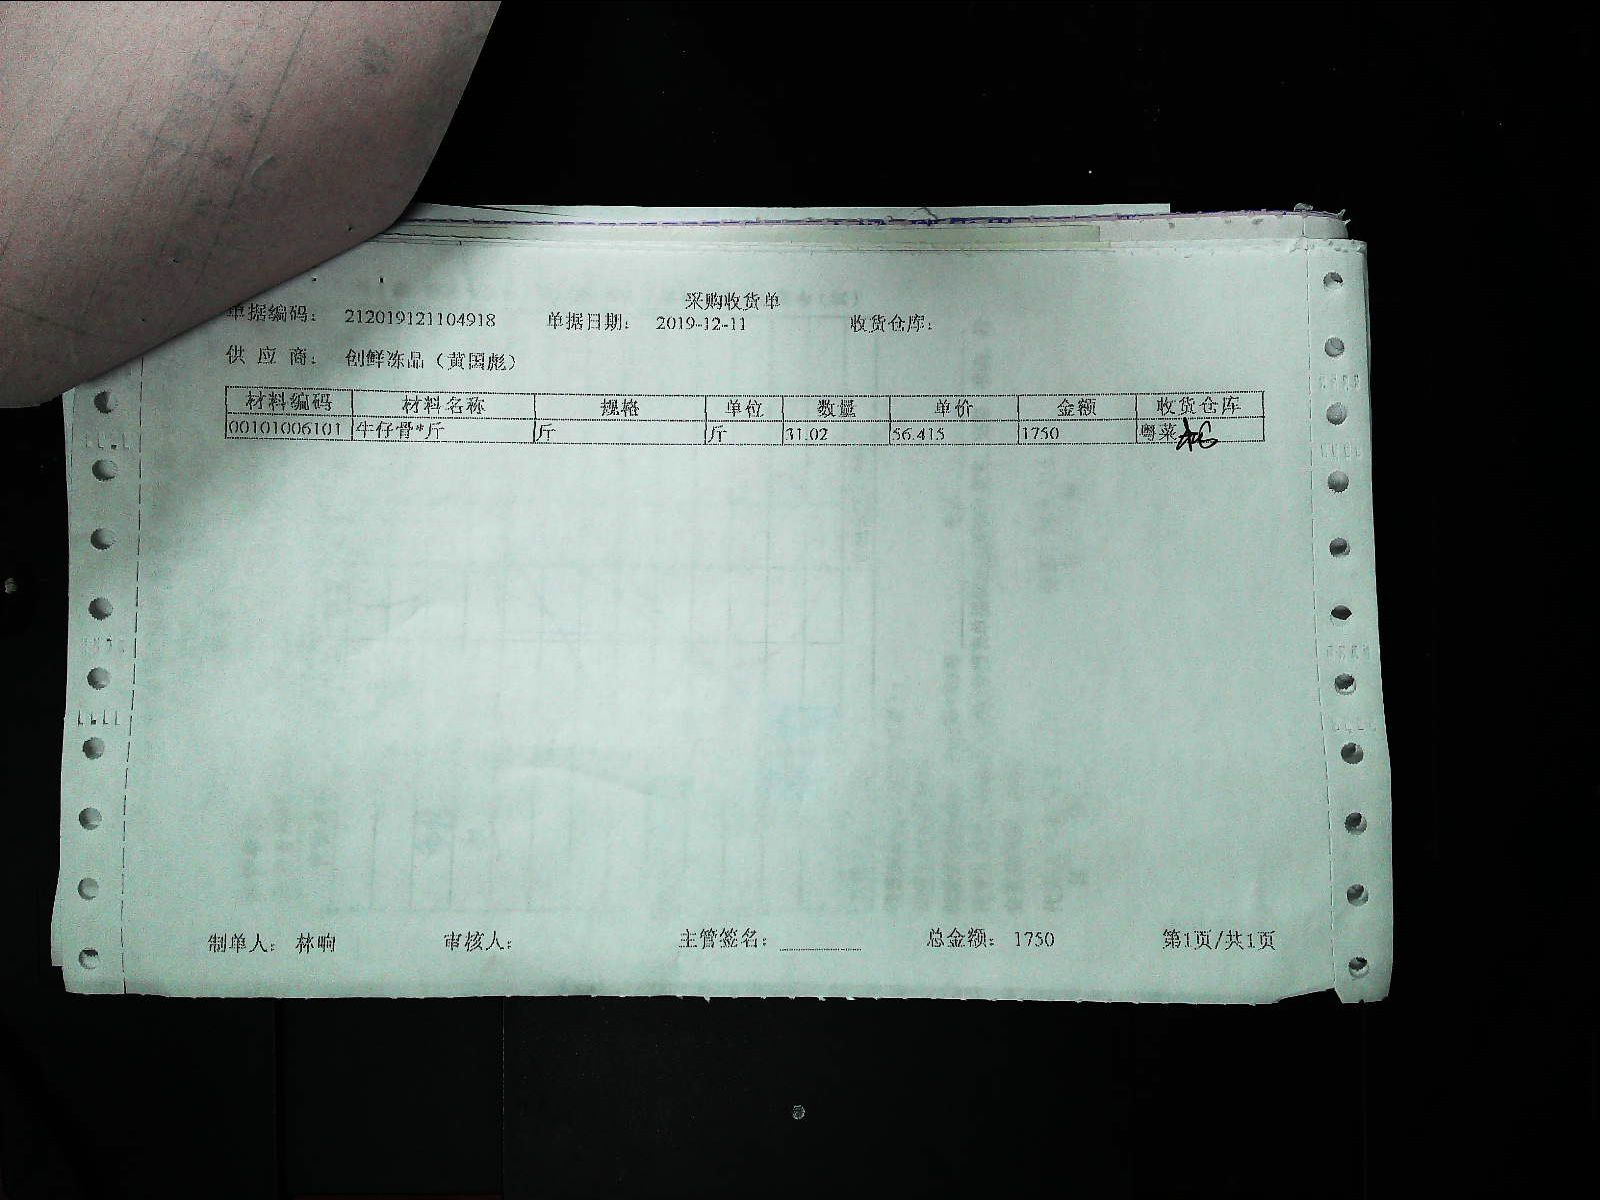 采购收货单
单据编码： 212019121104918 单据日期： 2019-12-11 收货仓库：
供 应 商： 创鲜冻品（黄国彪）
材料编码 材料名称 规格 单位 数量 单价 金额 收货仓库
00101006101 牛仔骨*斤 斤 斤 31.02 56.415 1750 粤菜
制单人： 林响 审核人： 主管签名： 总金额： 1750 第1页/共1页